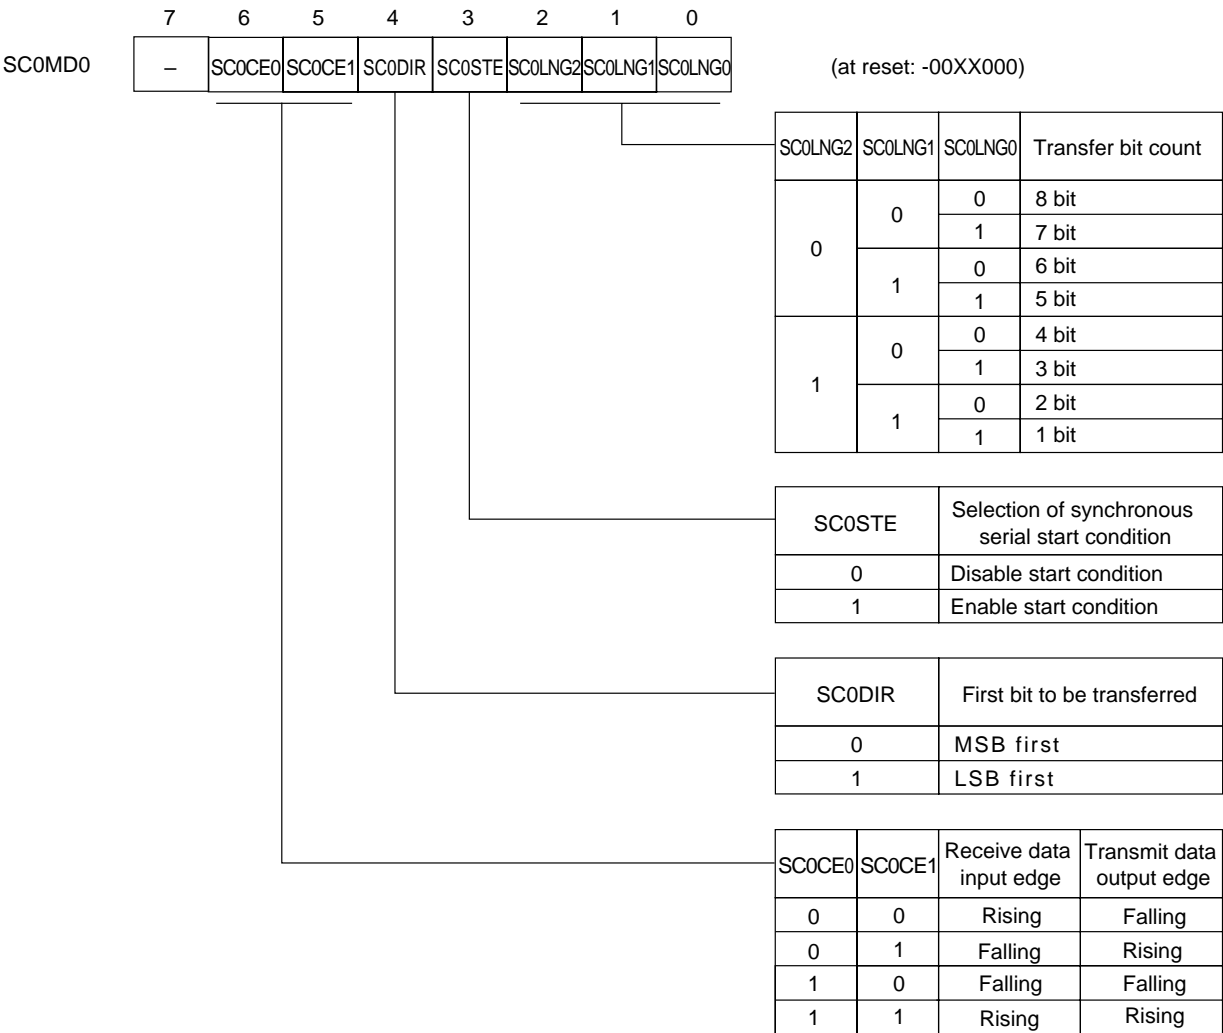 7 6 5 4 3 2 1 0
SC0MD0 – SC0CE0 SC0CE1 SC0DIR SC0STE SC0LNG2 SC0LNG1 SC0LNG0 (at reset: -00XX000)
SC0LNG2 SC0LNG1 SC0LNG0 Transfer bit count
0 0 0 8 bit
1 7 bit
1 0 6 bit
1 5 bit
1 0 0 4 bit
1 3 bit
1 0 2 bit
1 1 bit
SC0STE Selection of synchronous
serial start condition
0 Disable start condition
1 Enable start condition
SC0DIR First bit to be transferred
0 MSB first
1 LSB first
SC0CE0 SC0CE1 Receive data Transmit data
input edge output edge
0 0 Rising Falling
0 1 Falling Rising
1 0 Falling Falling
1 1 Rising Rising